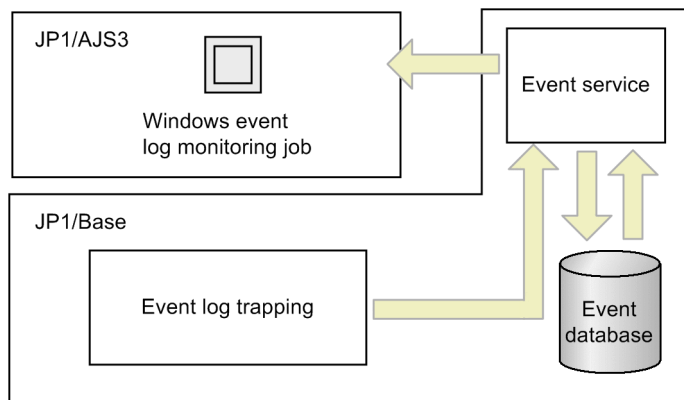 JP1/AJS3
Windows event
log monitoring job
Event service
JP1/Base
Event log trapping
Event
database